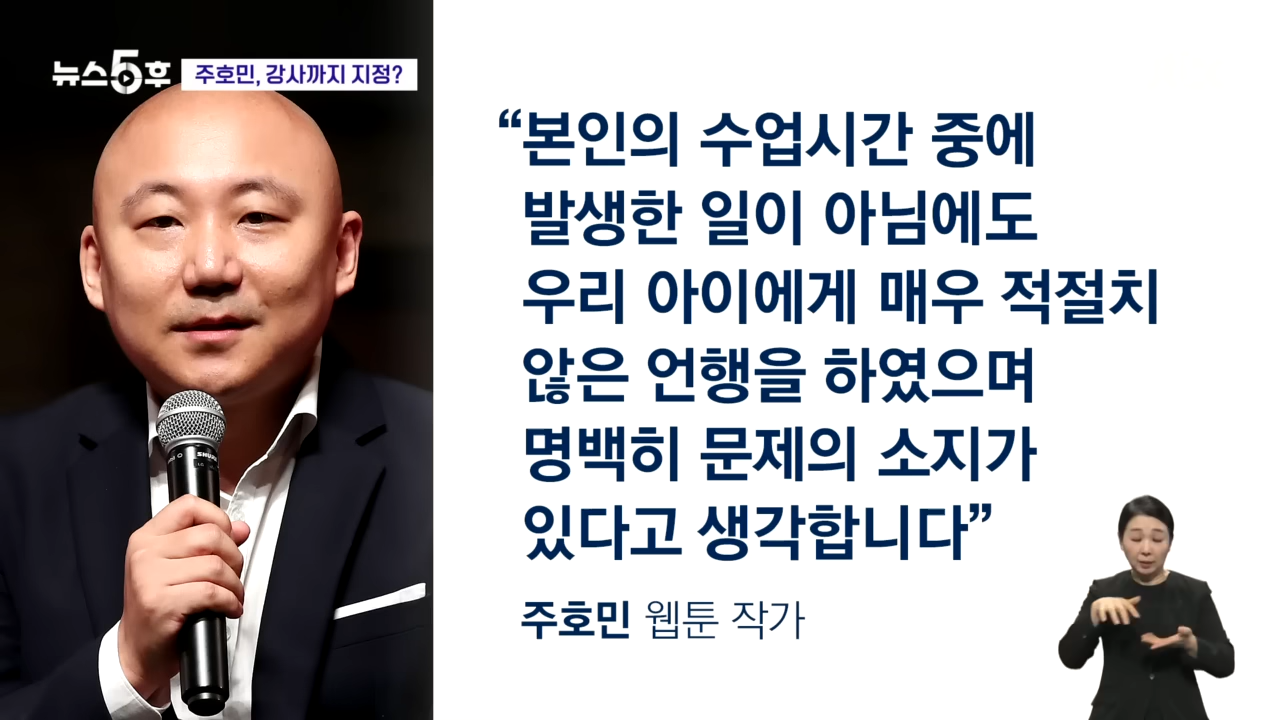 뉴스5후
주호민, 강사까지 지정?
“본인의 수업시간 중에
발생한 일이 아님에도
우리 아이에게 매우 적절치
않은 언행을 하였으며
명백히 문제의 소지가
있다고 생각합니다”
주호민 웹툰 작가
SHURE